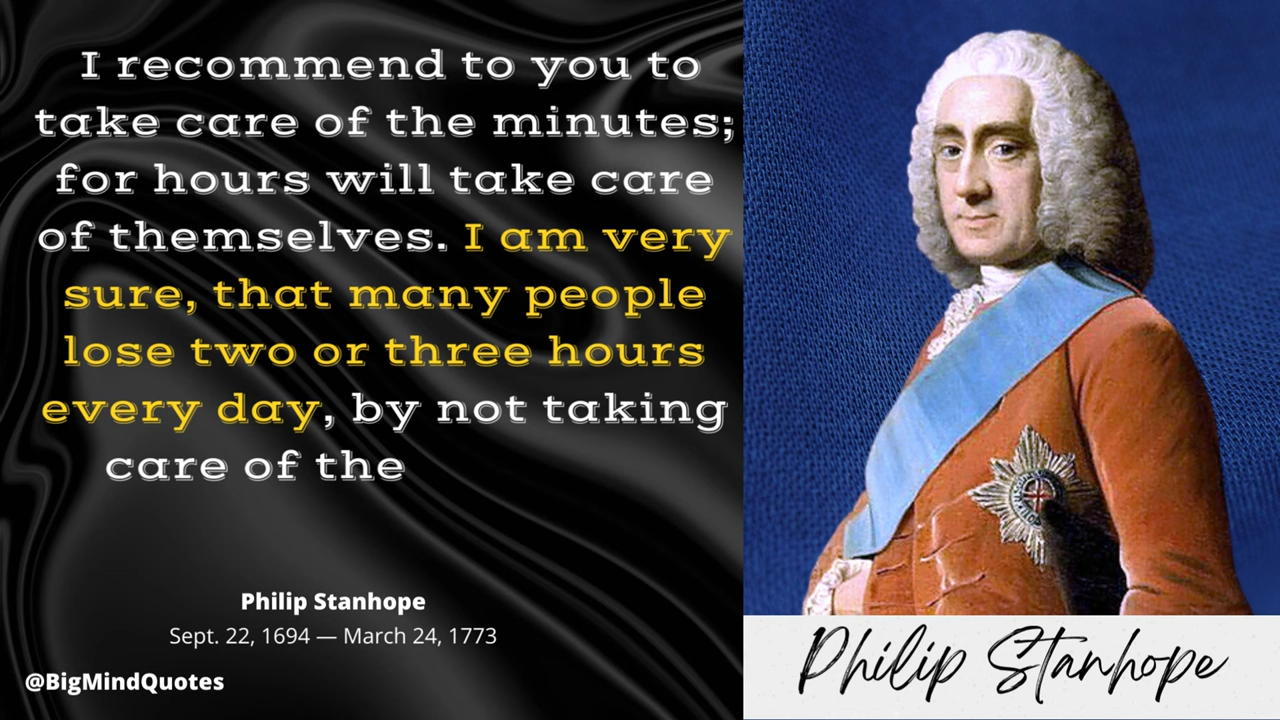 I recommend to you to
take care of the minutes;
for hours will take care
of themselves. I am very
sure, that many people
lose two or three hours
every day, by not taking
care of the
Philip Stanhope
Sept. 22, 1694 — March 24, 1773
@BigMindQuotes
Philip Stanhope